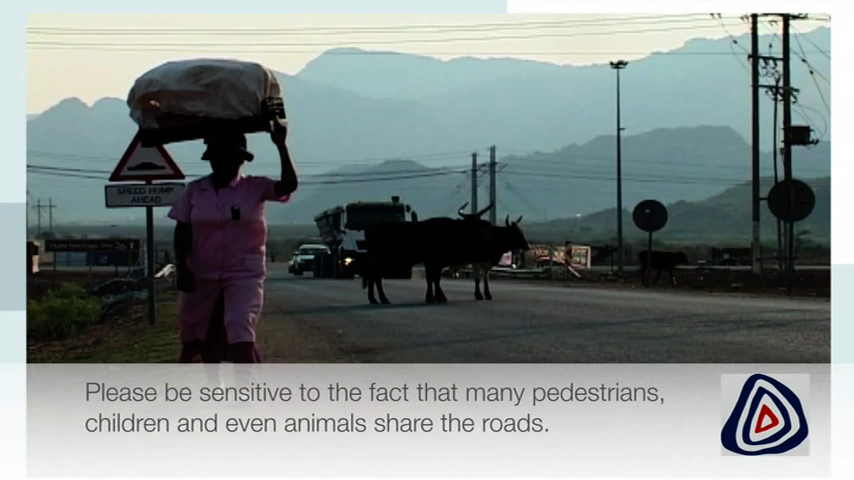 SPEED HUMP
AHEAD
Please be sensitive to the fact that many pedestrians,
children and even animals share the roads.